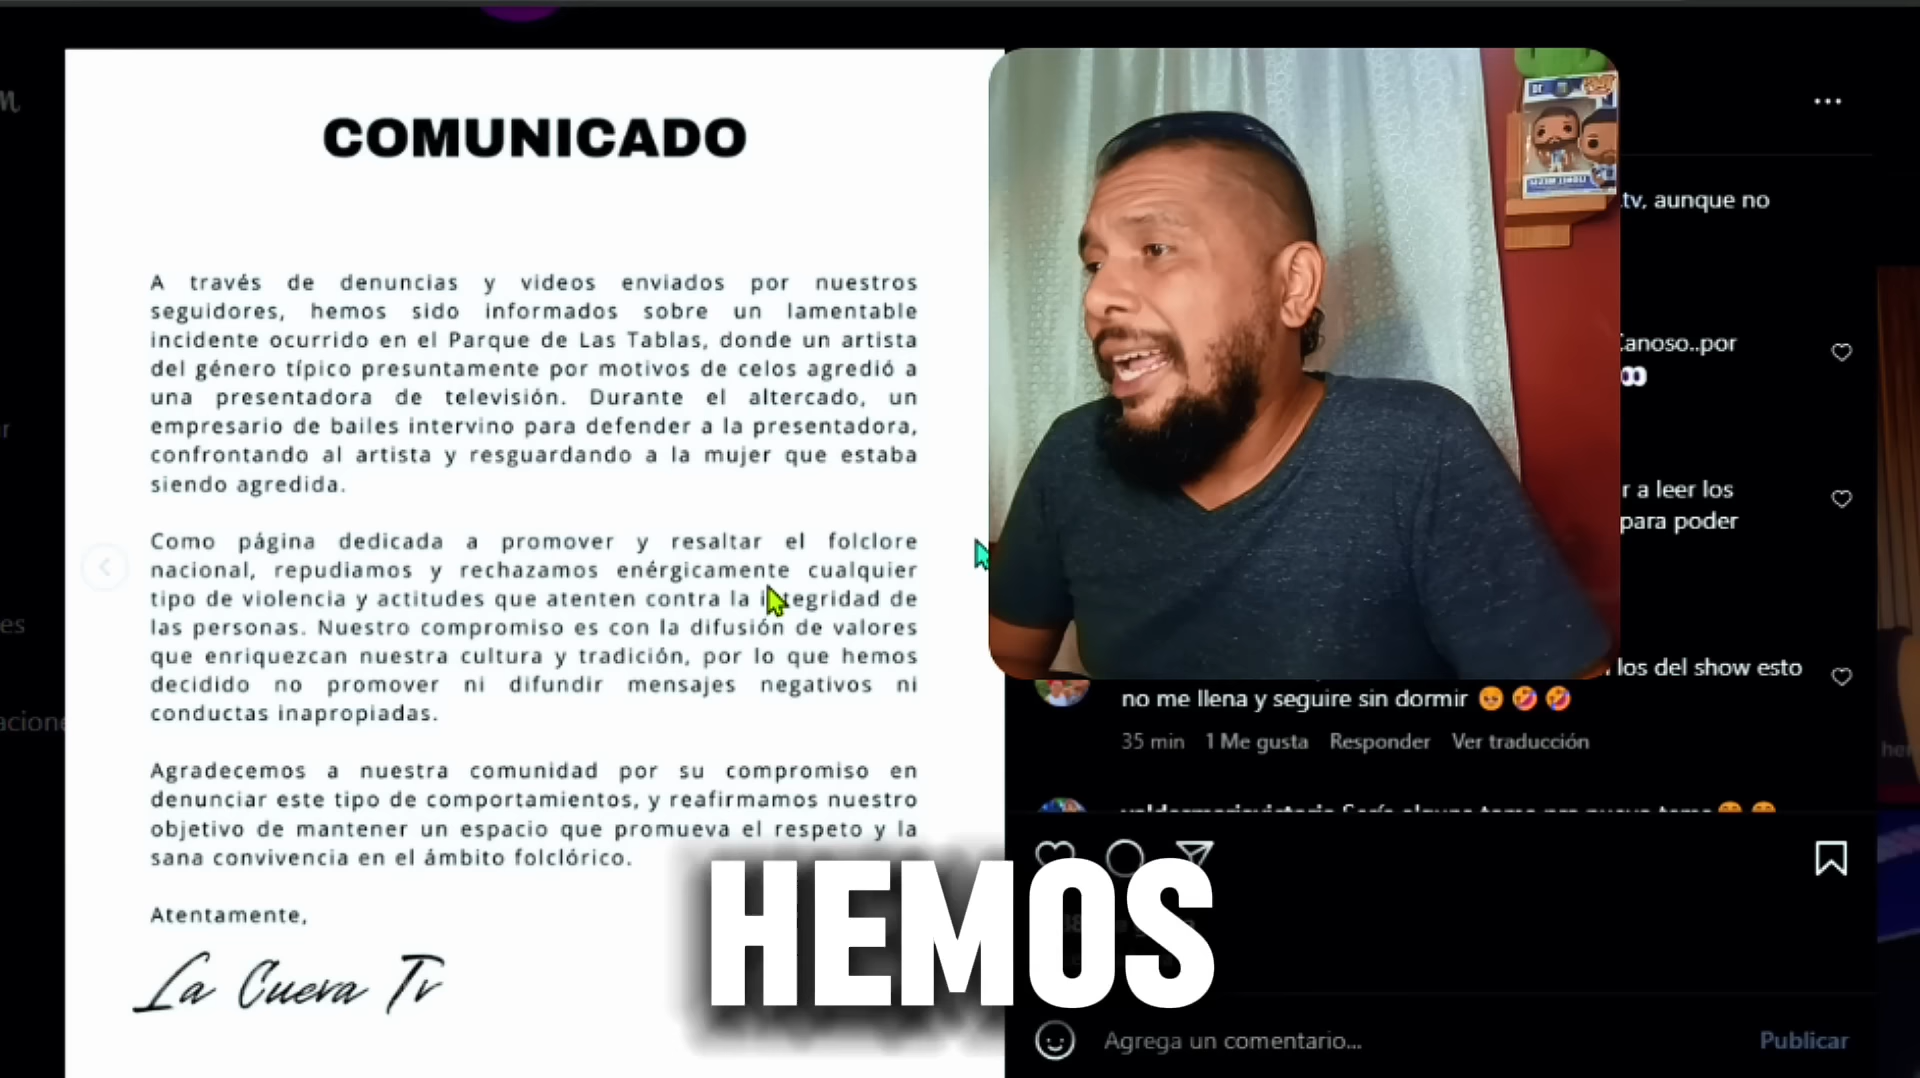 COMUNICADO
A través de denuncias y videos enviados por nuestros
seguidores, hemos sido informados sobre un lamentable
incidente ocurrido en el Parque de Las Tablas, donde un artista
del género típico presuntamente por motivos de celos agredió a
una presentadora de televisión. Durante el altercado, un
empresario de bailes intervino para defender a la presentadora,
confrontando al artista y resguardando a la mujer que estaba
siendo agredida.
Como página dedicada a promover y resaltar el folclore
nacional, repudiamos y rechazamos enérgicamente cualquier
tipo de violencia y actitudes que atenten contra la integridad de
las personas. Nuestro compromiso es con la difusión de valores
que enriquezcan nuestra cultura y tradición, por lo que hemos
decidido no promover ni difundir mensajes negativos ni
conductas inapropiadas.
Agradecemos a nuestra comunidad por su compromiso en
denunciar este tipo de comportamientos, y reafirmamos nuestro
objetivo de mantener un espacio que promueva el respeto y la
sana convivencia en el ámbito folclórico.
Atentamente,
La Cueva Tv
.tv, aunque no
Canoso..por
r a leer los
para poder
los del show esto
no me llena y seguire sin dormir
35 min 1 Me gusta Responder Ver traducción
HEMOS
Agrega un comentario...
Publicar